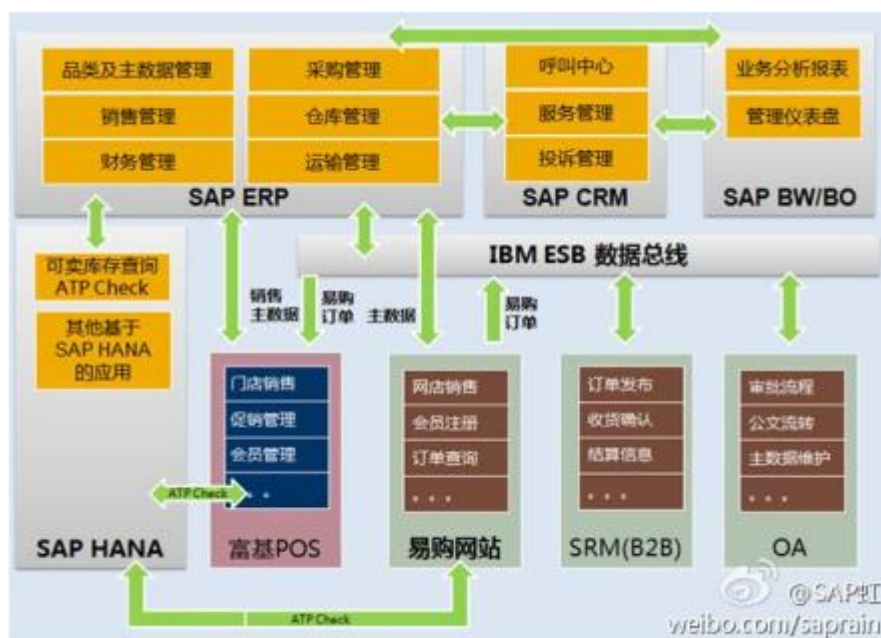 品类及主数据管理
采购管理
销售管理
仓库管理
财务管理
运输管理
SAP ERP
呼叫中心
服务管理
投诉管理
SAP CRM
业务分析报表
管理仪表盘
SAP BW/BO
IBM ESB 数据总线
可卖库存查询
ATP Check
其他基于
SAP HANA
的应用
SAP HANA
销售
主数据
易购
订单
主数据
易购
订单
门店销售
促销管理
会员管理
。。
富基POS
网店销售
会员注册
订单查询
。。。
易购网站
订单发布
收货确认
结算信息
。。。
SRM(B2B)
审批流程
公文流转
主数据维护
。。。
OA
ATP Check
ATP Check
@SAP虹
weibo.com/saprain